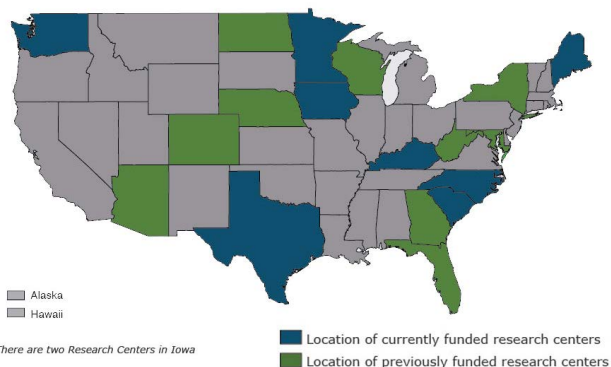 Alaska
Hawaii
There are two Research Centers in Iowa
Location of currently funded research centers
Location of previously funded research centers